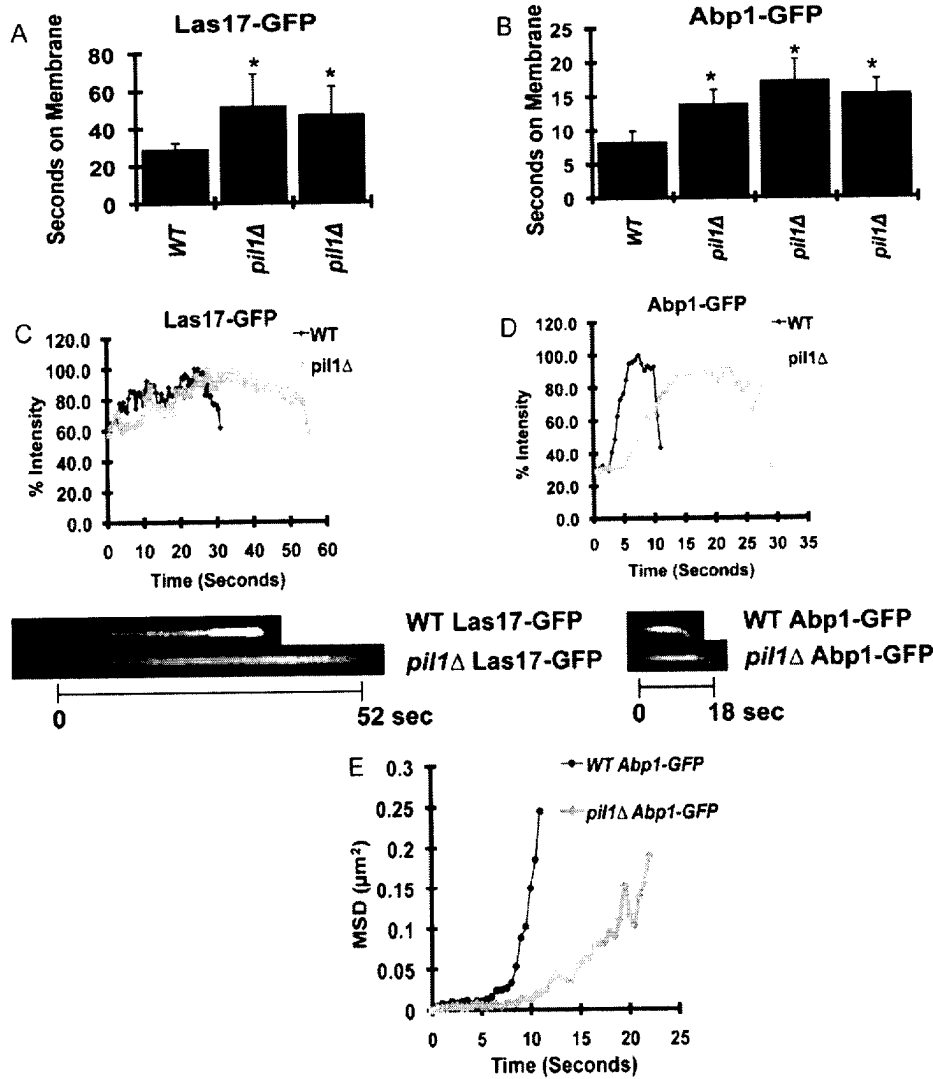 A
Las17-GFP
Seconds on Membrane
80
60
40
20
0
*
*
WT
pil1Δ
pil1Δ
B
Abp1-GFP
Seconds on Membrane
25
20
15
10
5
0
*
*
*
WT
pil1Δ
pil1Δ
pil1Δ
C
Las17-GFP
WT
pil1Δ
% Intensity
120.0
100.0
80.0
60.0
40.0
20.0
0.0
0 10 20 30 40 50 60
Time (Seconds)
D
Abp1-GFP
WT
pil1Δ
% Intensity
120.0
100.0
80.0
60.0
40.0
20.0
0.0
0 5 10 15 20 25 30 35
Time (Seconds)
WT Las17-GFP
pil1Δ Las17-GFP
0 52 sec
WT Abp1-GFP
pil1Δ Abp1-GFP
0 18 sec
E
WT Abp1-GFP
pil1Δ Abp1-GFP
MSD (μm²)
0.3
0.25
0.2
0.15
0.1
0.05
0
0 5 10 15 20 25
Time (Seconds)